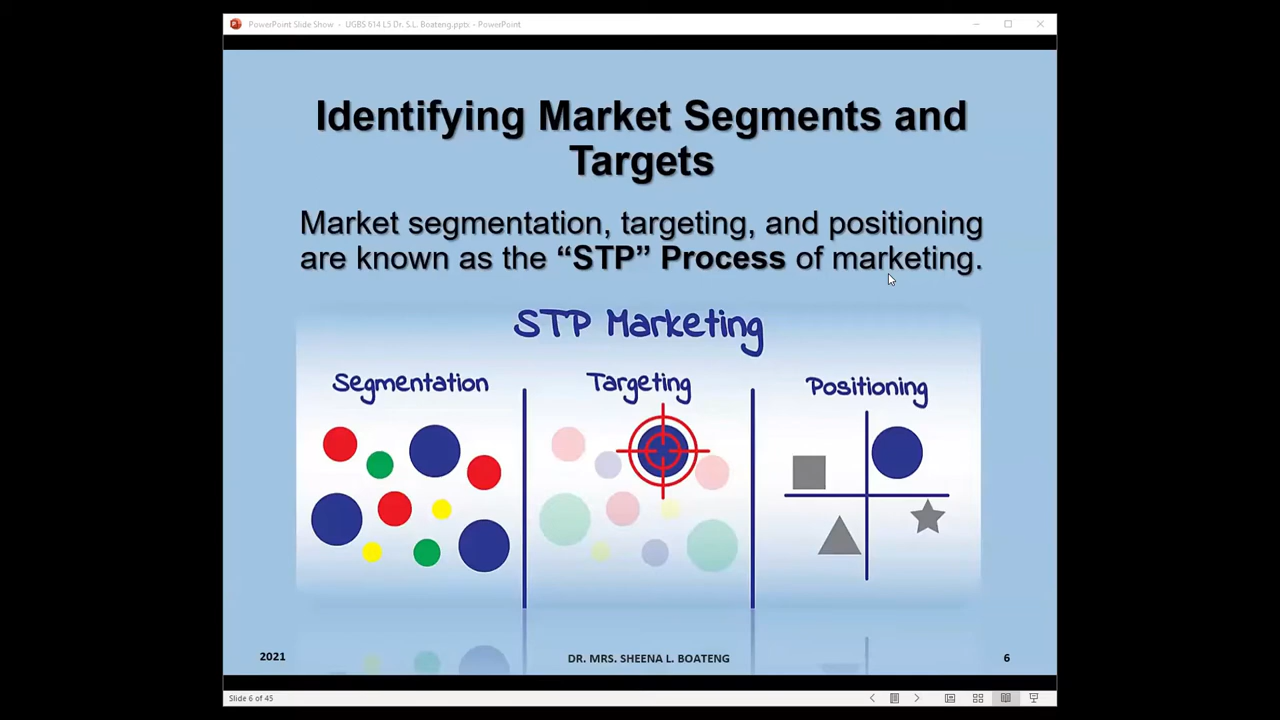 PowerPoint Slide Show - UGBS 614 L5 Dr. S.L. Boateng.pptx - PowerPoint
Identifying Market Segments and
Targets
Market segmentation, targeting, and positioning
are known as the “STP” Process of marketing.
STP Marketing
Segmentation
Targeting
Positioning
2021
DR. MRS. SHEENA L. BOATENG
6
Slide 6 of 45